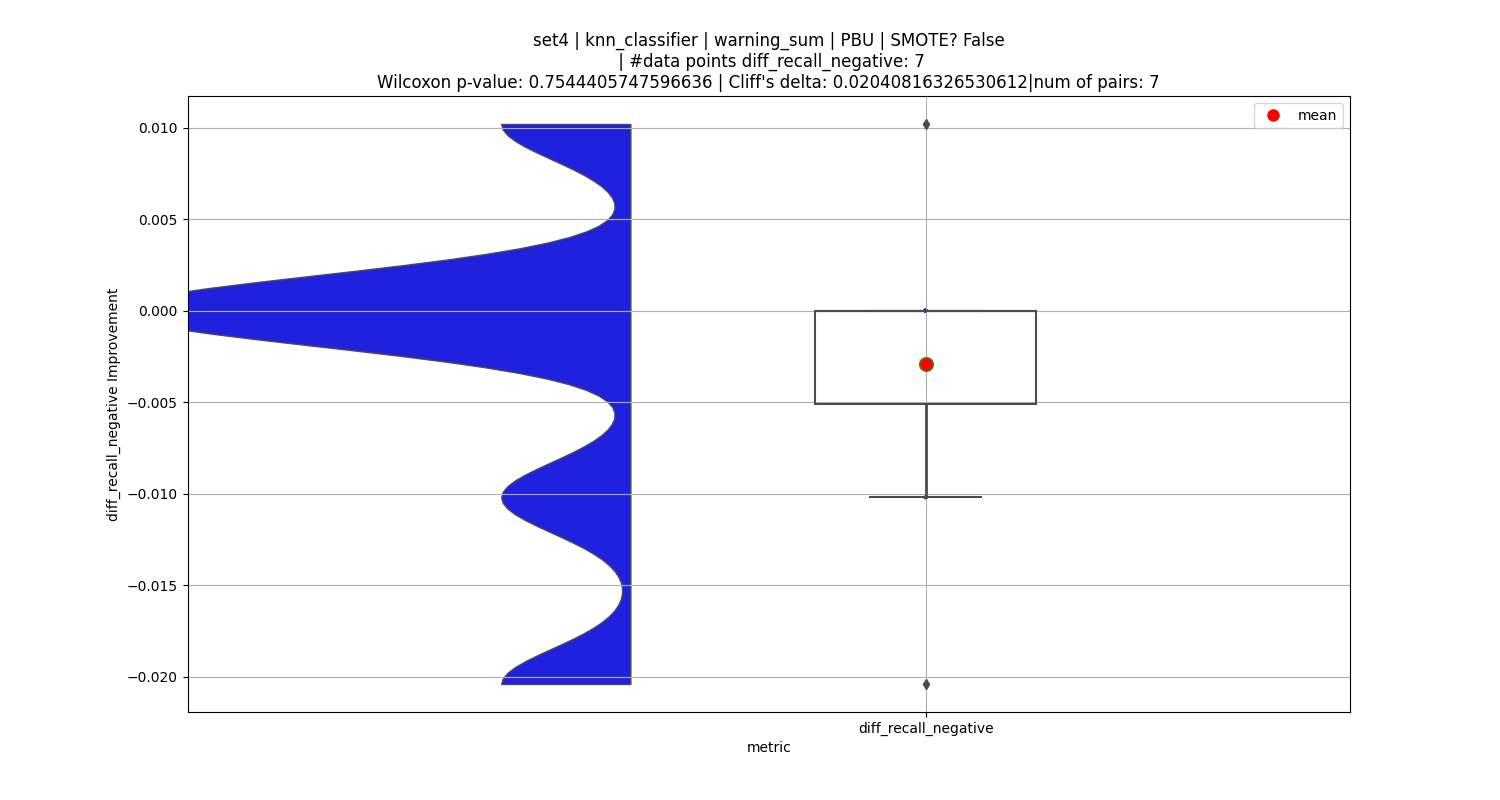 set4 | knn_classifier | warning_sum | PBU | SMOTE? False
| #data points diff_recall_negative: 7
Wilcoxon p-value: 0.7544405747596636 | Cliff's delta: 0.02040816326530612|num of pairs: 7
mean
0.010
0.005
0.000
−0.005
−0.010
−0.015
−0.020
diff_recall_negative Improvement
diff_recall_negative
metric